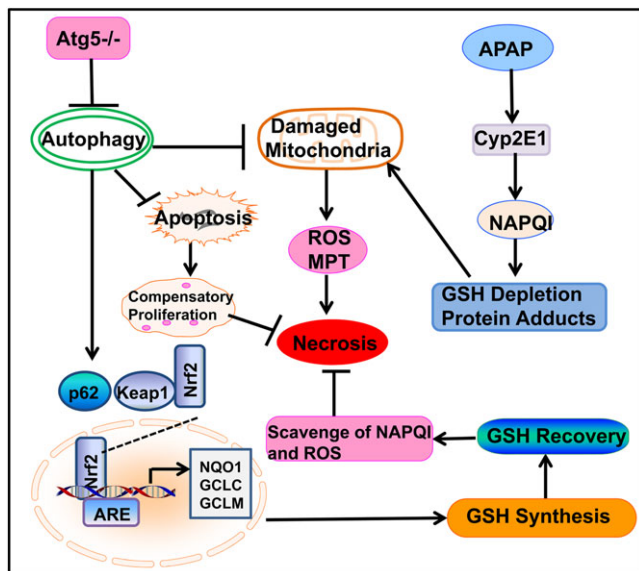 Atg5-/-
APAP
Autophagy
Damaged
Mitochondria
Cyp2E1
Apoptosis
NAPQI
ROS
MPT
Compensatory
Proliferation
GSH Depletion
Protein Adducts
Necrosis
p62
Keap1
Nrf2
Scavenge of NAPQI
and ROS
GSH Recovery
Nrf2
NQO1
GCLC
GCLM
ARE
GSH Synthesis